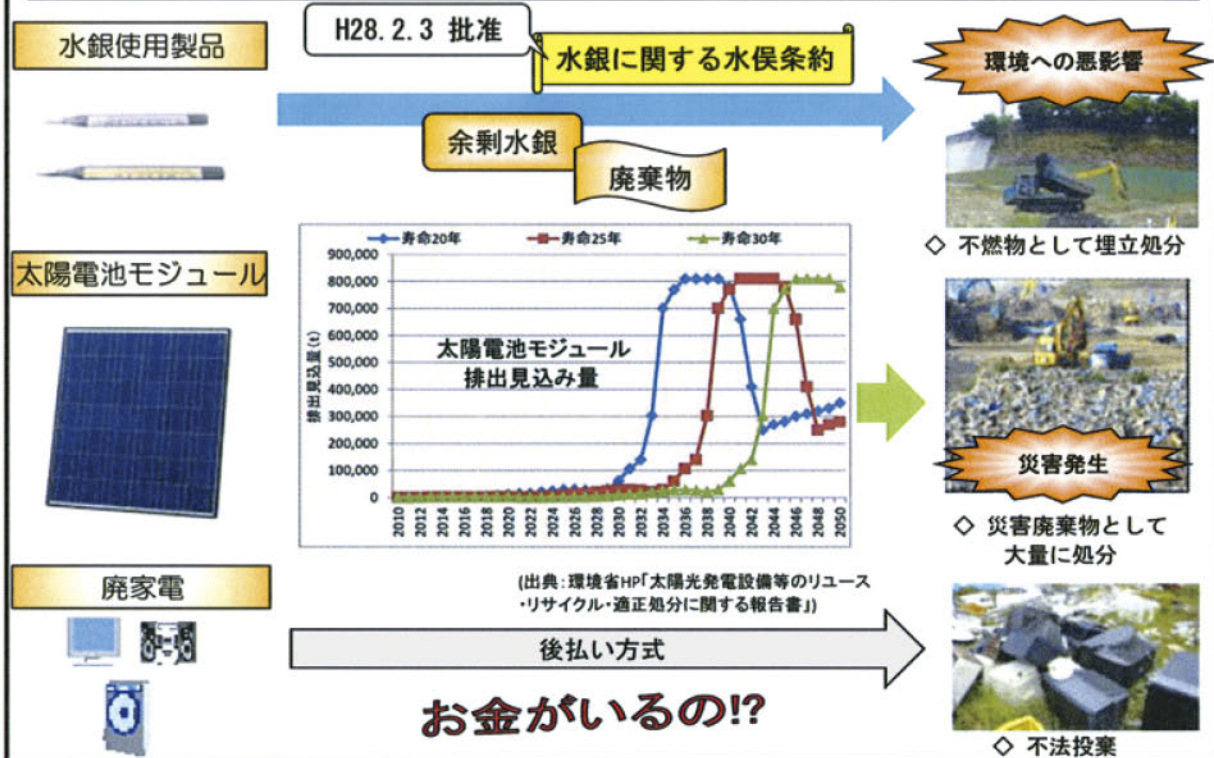 水銀使用製品
H28.2.3 批准
水銀に関する水俣条約
環境への悪影響
余剰水銀
廃棄物
◇ 不燃物として埋立処分
太陽電池モジュール
寿命20年 寿命25年 寿命30年
排出見込量(t)
900,000
800,000
700,000
600,000
500,000
400,000
300,000
200,000
100,000
0
太陽電池モジュール
排出見込み量
2010 2012 2014 2016 2018 2020 2022 2024 2026 2028 2030 2032 2034 2036 2038 2040 2042 2044 2046 2048 2050
災害発生
◇ 災害廃棄物として
大量に処分
(出典:環境省HP「太陽光発電設備等のリユース
・リサイクル・適正処分に関する報告書」)
廃家電
後払い方式
お金がいるの!?
◇ 不法投棄